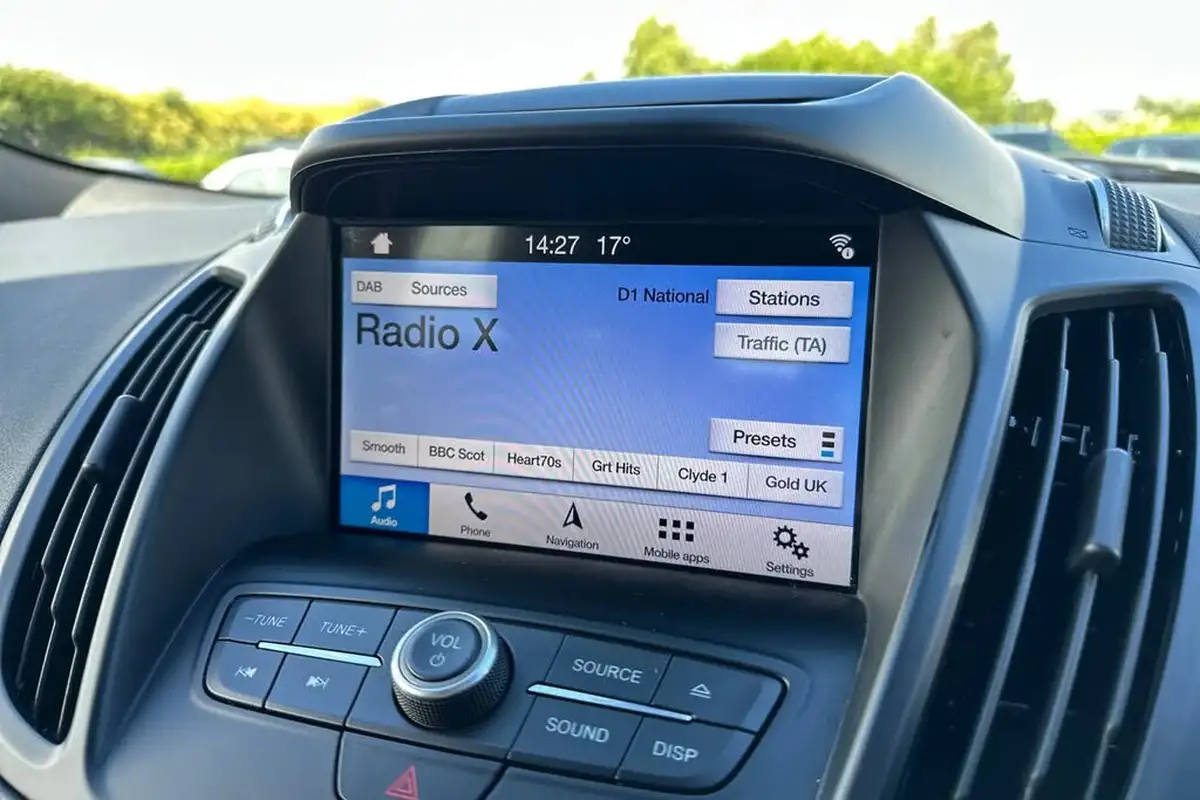 14:27 17°
DAB Sources
D1 National Stations
Radio X
Traffic (TA)
Presets
Smooth BBC Scot Heart70s Grt Hits Clyde 1 Gold UK
Audio Phone Navigation Mobile apps Settings
-TUNE TUNE+
VOL
SOURCE
SOUND
DISP